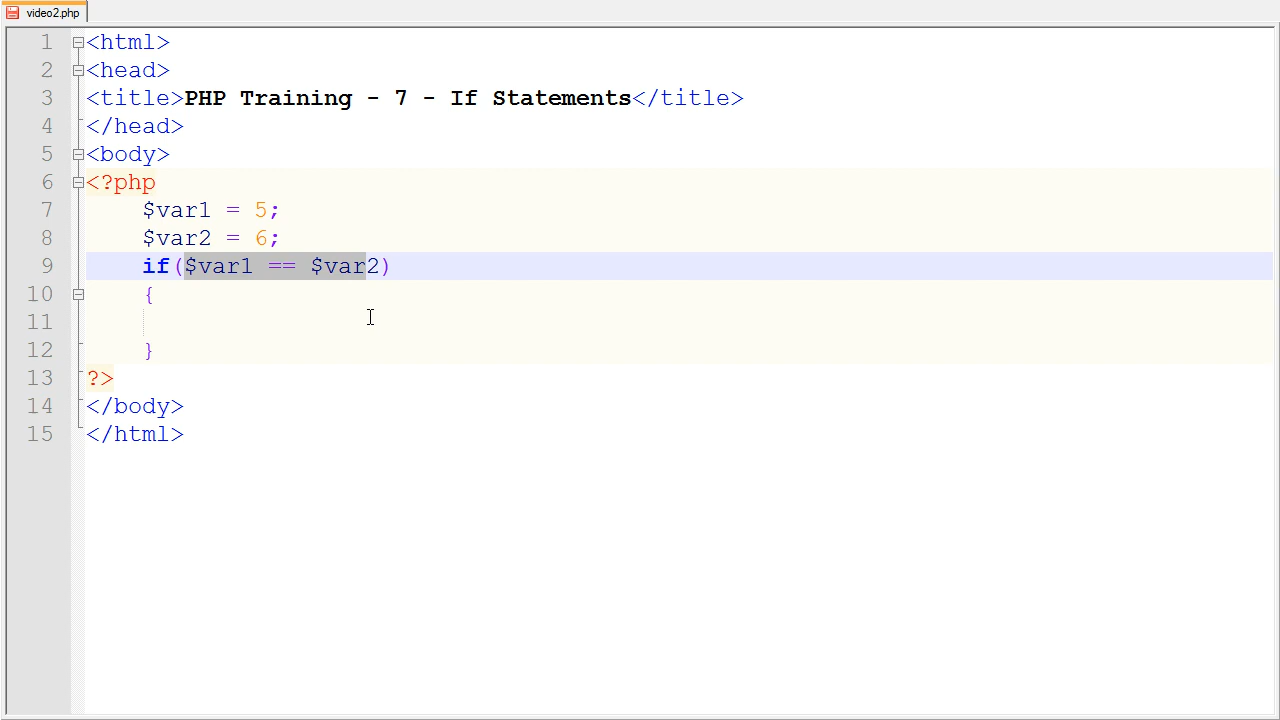 video2.php
1 <html>
2 <head>
3 <title>PHP Training - 7 - If Statements</title>
4 </head>
5 <body>
6 <?php
7 $var1 = 5;
8 $var2 = 6;
9 if($var1 == $var2)
10 {
11
12 }
13 ?>
14 </body>
15 </html>